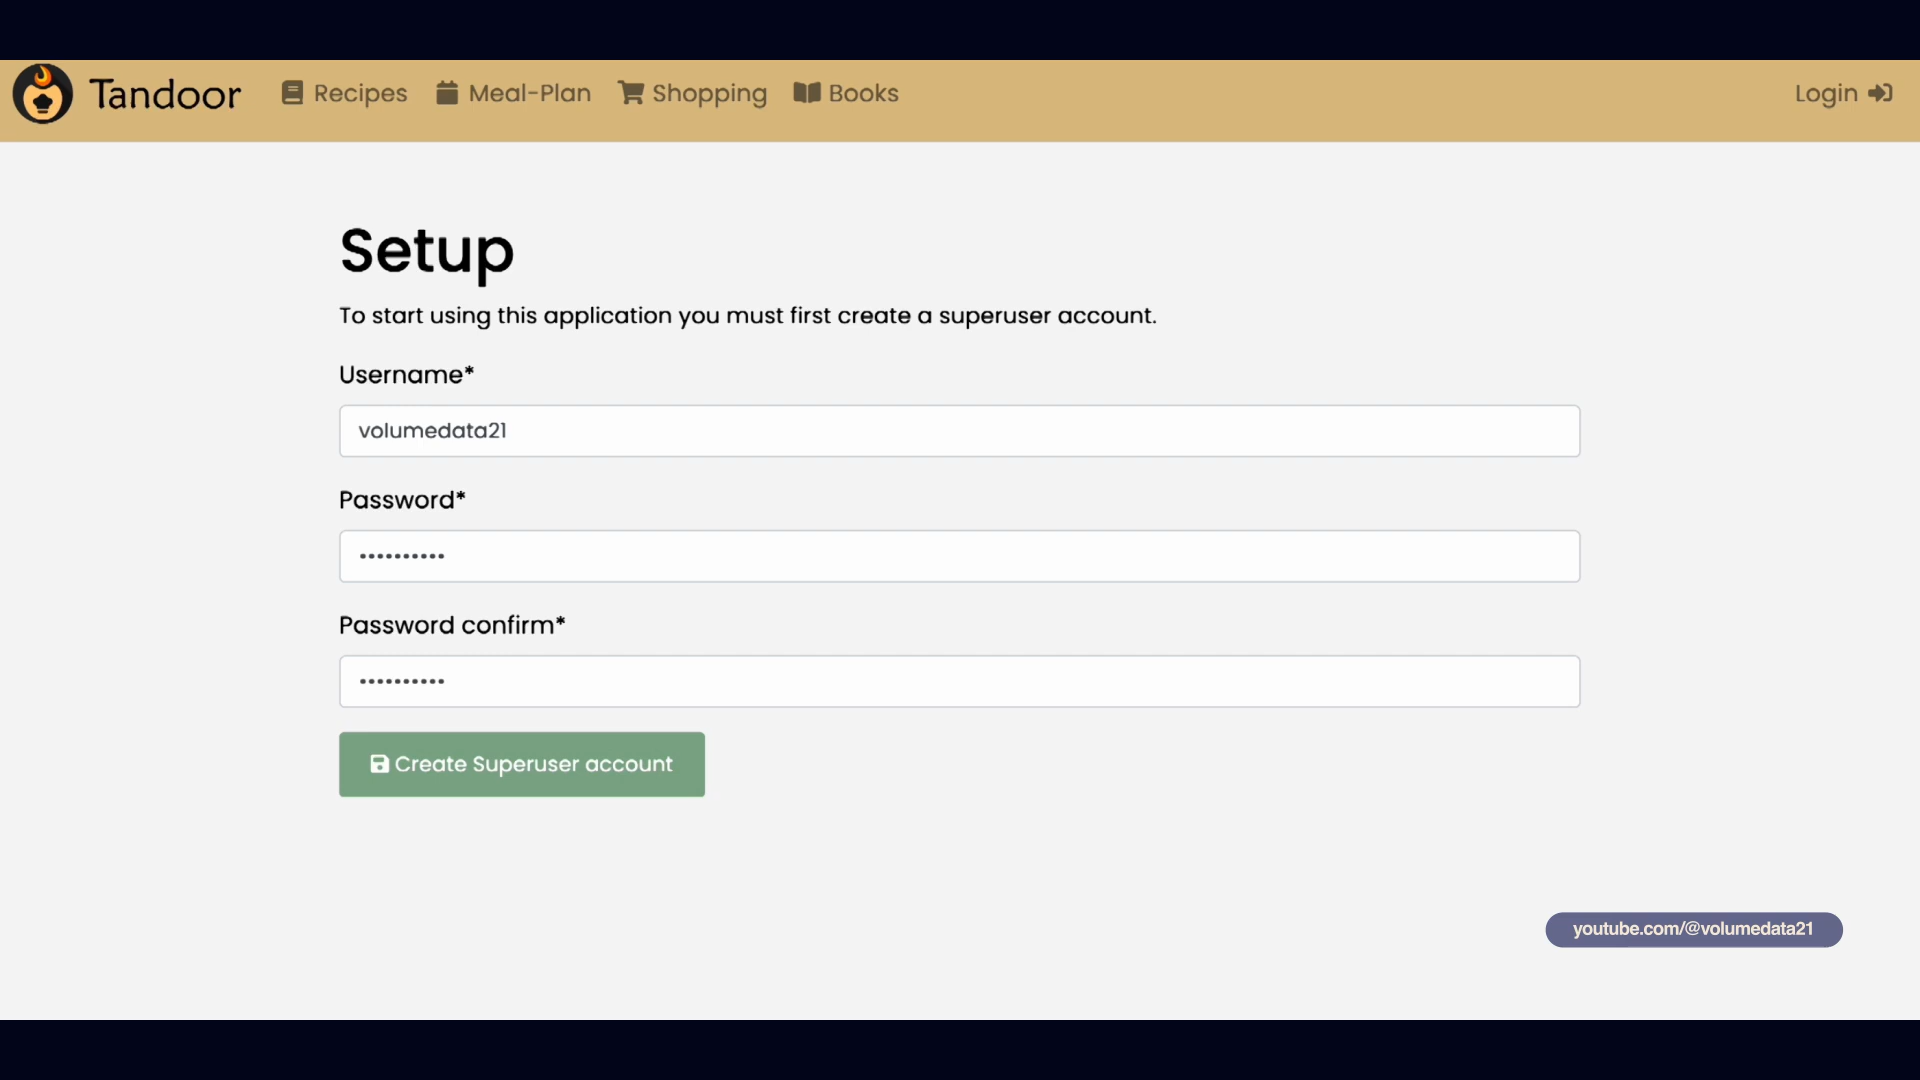 Tandoor
Recipes
Meal-Plan
Shopping
Books
Login
Setup
To start using this application you must first create a superuser account.
Username*
volumedata21
Password*
••••••••••
Password confirm*
••••••••••
Create Superuser account
youtube.com/@volumedata21